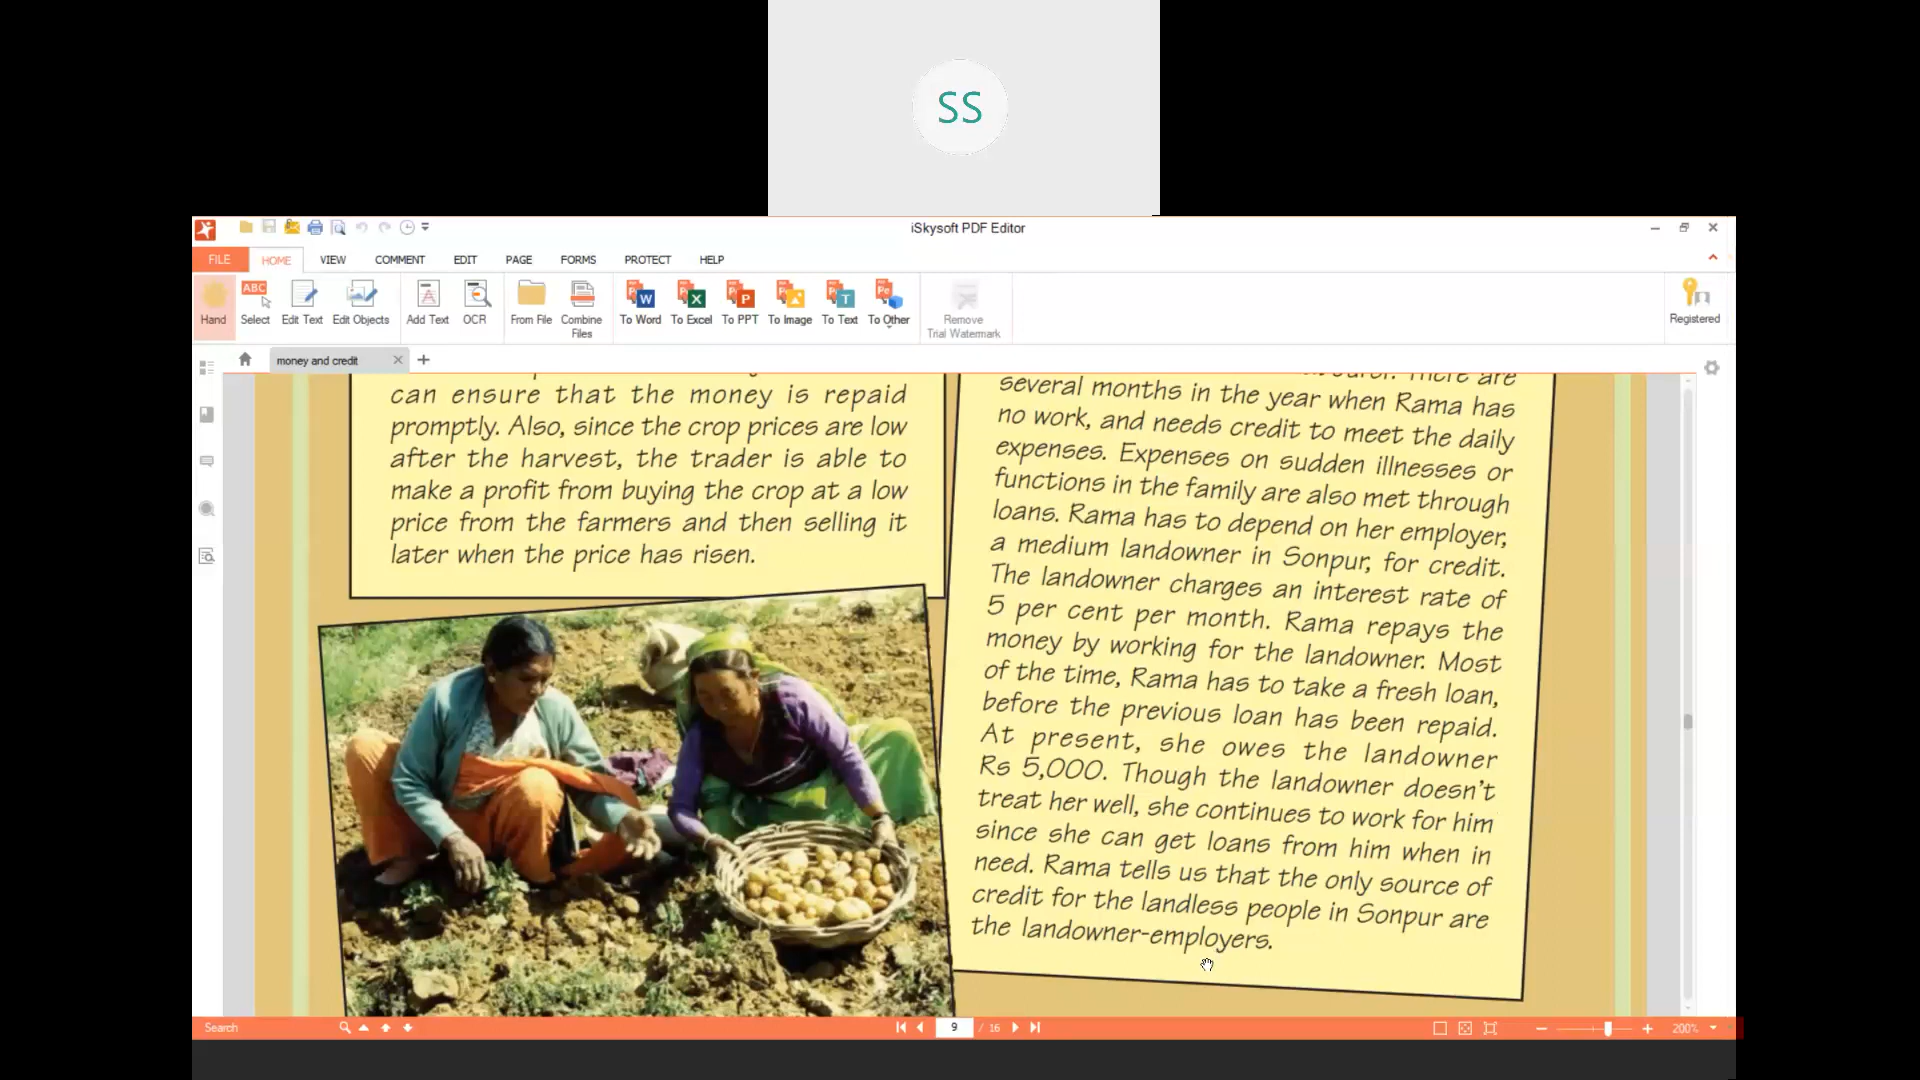 SS
iSkysoft PDF Editor
FILE
HOME
VIEW
COMMENT
EDIT
PAGE
FORMS
PROTECT
HELP
ABC
Hand
Select
Edit Text
Edit Objects
Add Text
OCR
From File
Combine
Files
To Word
To Excel
To PPT
To Image
To Text
To Other
Remove
Trial Watermark
Registered
money and credit
can ensure that the money is repaid
promptly. Also, since the crop prices are low
after the harvest, the trader is able to
make a profit from buying the crop at a low
price from the farmers and then selling it
later when the price has risen.
There are
several months in the year when Rama has
no work, and needs credit to meet the daily
expenses. Expenses on sudden illnesses or
functions in the family are also met through
loans. Rama has to depend on her employer,
a medium landowner in Sonpur, for credit.
The landowner charges an interest rate of
5 per cent per month. Rama repays the
money by working for the landowner. Most
of the time, Rama has to take a fresh loan,
before the previous loan has been repaid.
At present, she owes the landowner
Rs 5,000. Though the landowner doesn't
treat her well, she continues to work for him
since she can get loans from him when in
need. Rama tells us that the only source of
credit for the landless people in Sonpur are
the landowner-employers.
Search
9 / 16
200%